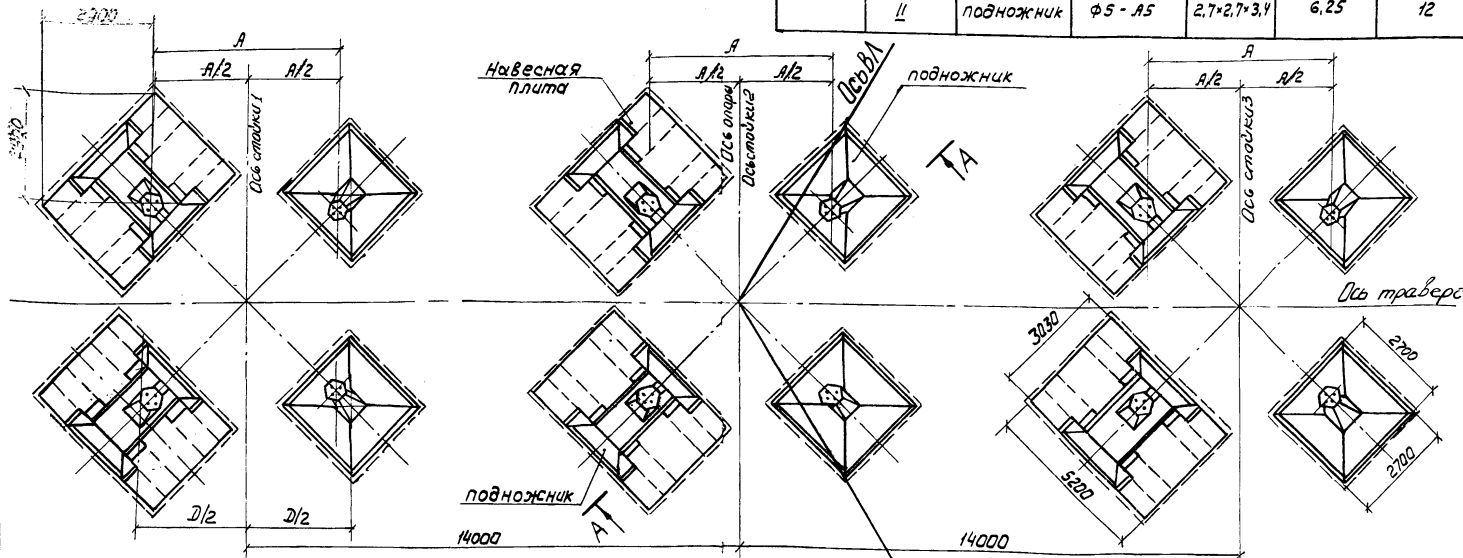 II подножник Ф5-А5 2,7×2,7×3,4 6,25 12
2900
А
А/2
А/2
Ось стойки 1
Навесная
плита
А
А/2
А/2
Ось опоры
Ось стойки 2
Ось ВЛ
подножник
А
А
А/2
А/2
Ось стойки 3
Ось траверс
3030
2700
5200
2700
подножник
А
D/2
D/2
14000
14000